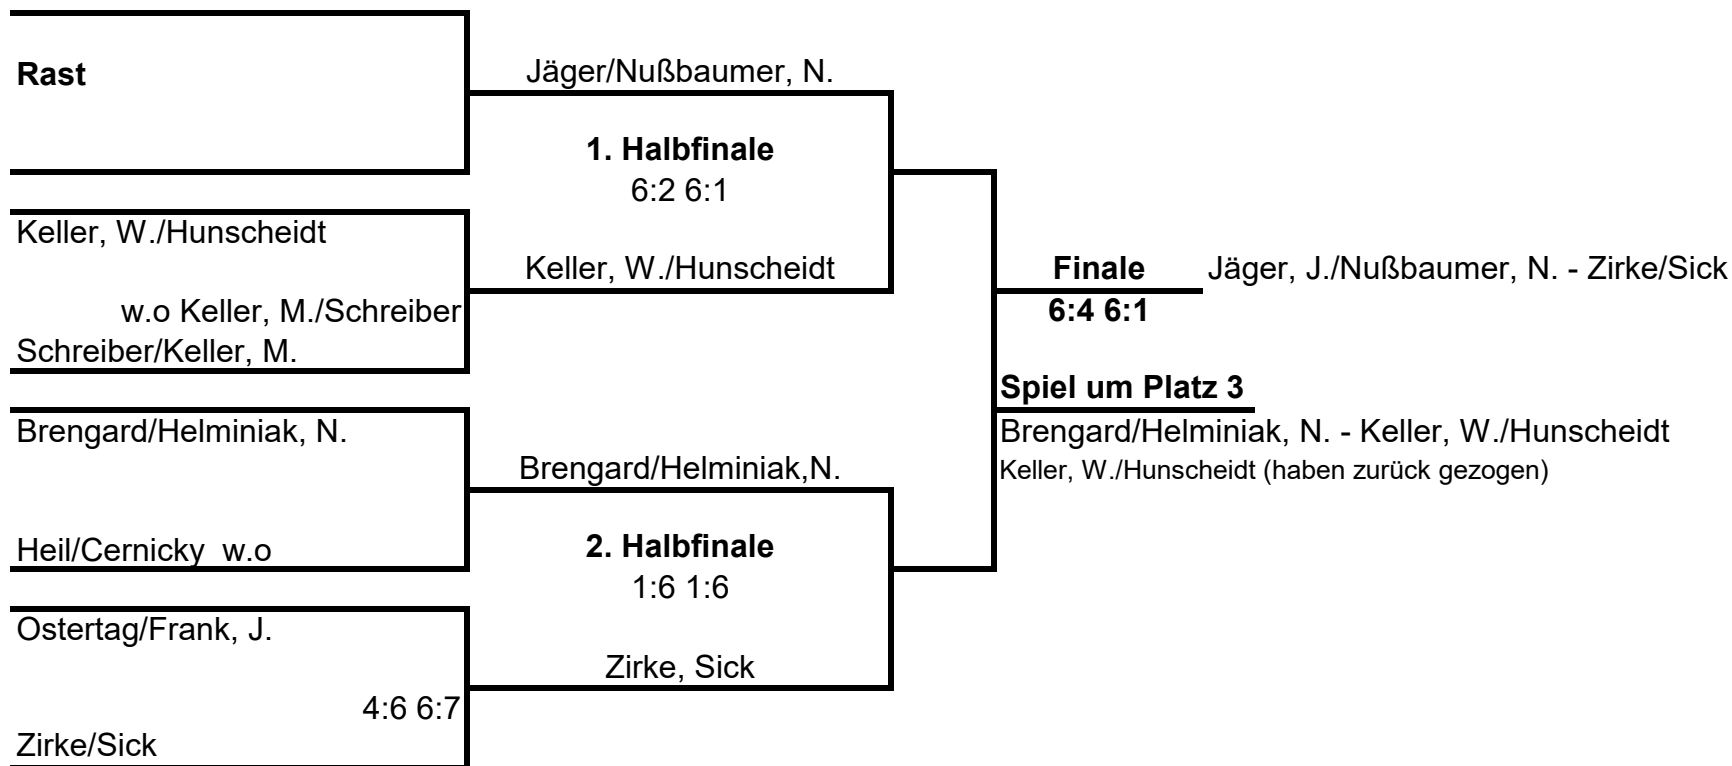 Rast
Jäger/Nußbaumer, N.
1. Halbfinale
6:2 6:1
Keller, W./Hunscheidt
Keller, W./Hunscheidt
w.o Keller, M./Schreiber
Schreiber/Keller, M.
Finale
Jäger, J./Nußbaumer, N. - Zirke/Sick
6:4 6:1
Spiel um Platz 3
Brengard/Helminiak, N. - Keller, W./Hunscheidt
Keller, W./Hunscheidt (haben zurück gezogen)
Brengard/Helminiak, N.
Brengard/Helminiak,N.
Heil/Cernicky  w.o
2. Halbfinale
1:6 1:6
Ostertag/Frank, J.
Zirke, Sick
4:6 6:7
Zirke/Sick